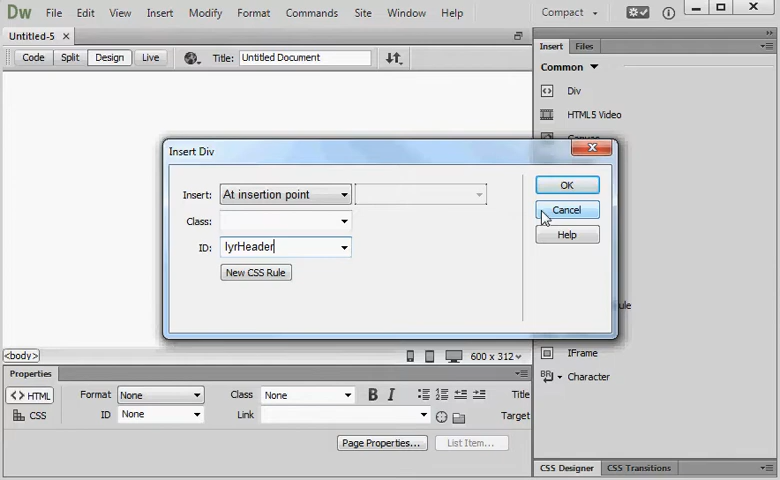 Dw File Edit View Insert Modify Format Commands Site Window Help Compact
Untitled-5 ×
Code Split Design Live Title: Untitled Document
Insert Files
Common
Div
HTML5 Video
Insert Div
Insert: At insertion point
OK
Class:
Cancel
ID: lyrHeader
Help
New CSS Rule
<body>
600 x 312
IFrame
Properties
Character
<> HTML Format None Class None B I Title
CSS ID None Link Target
Page Properties... List Item...
CSS Designer CSS Transitions